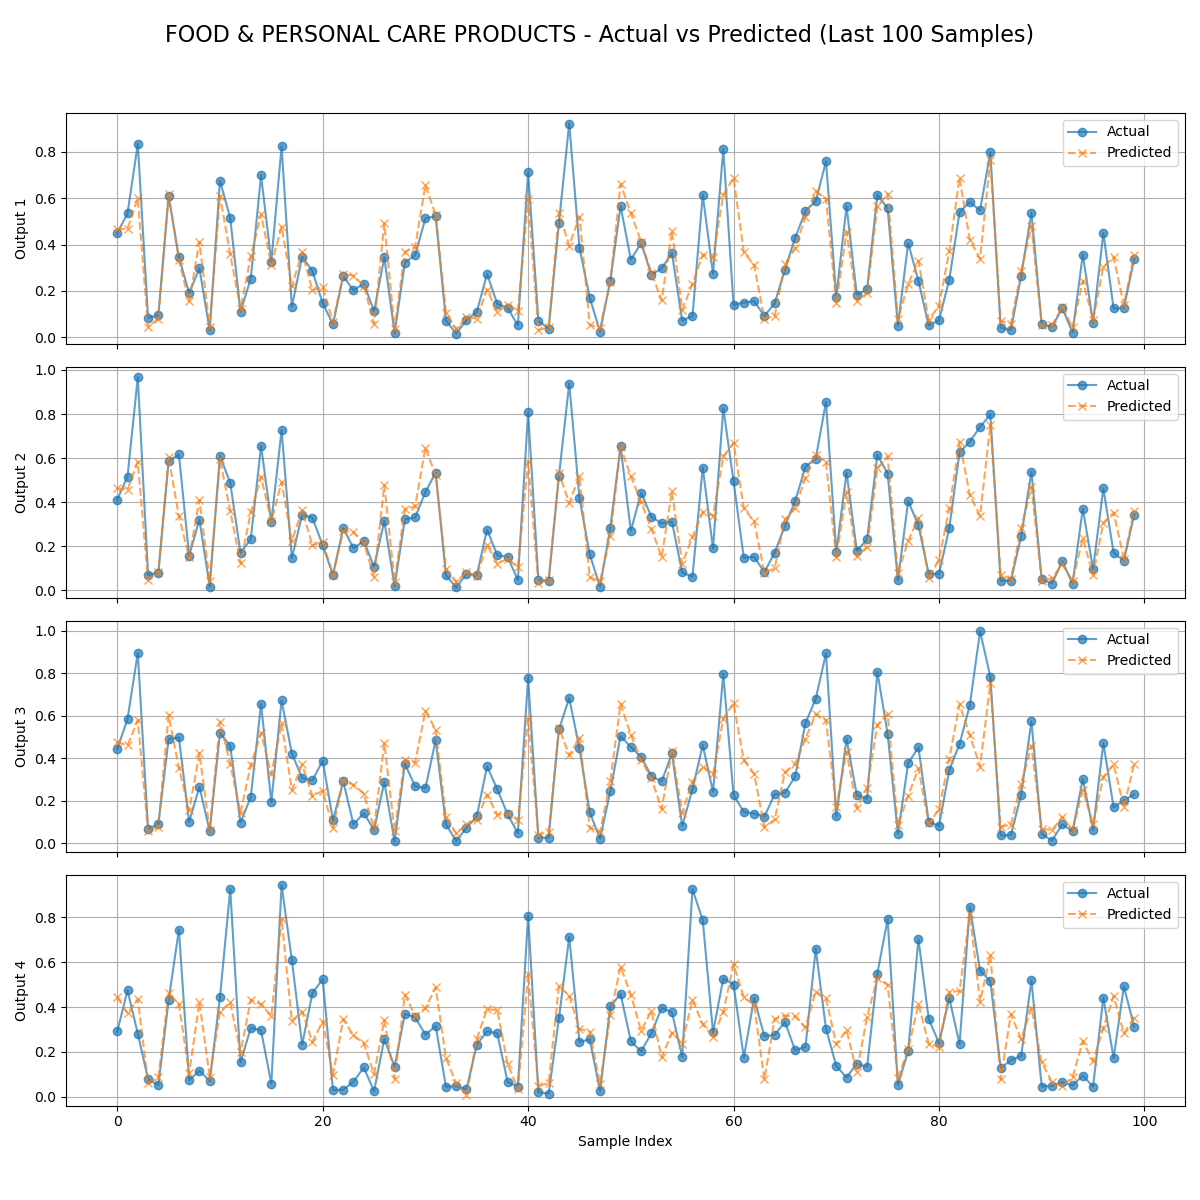 FOOD & PERSONAL CARE PRODUCTS - Actual vs Predicted (Last 100 Samples)
Output 1
0.8
0.6
0.4
0.2
0.0
Actual
Predicted
Output 2
1.0
0.8
0.6
0.4
0.2
0.0
Actual
Predicted
Output 3
1.0
0.8
0.6
0.4
0.2
0.0
Actual
Predicted
Output 4
0.8
0.6
0.4
0.2
0.0
Actual
Predicted
0 20 40 60 80 100
Sample Index